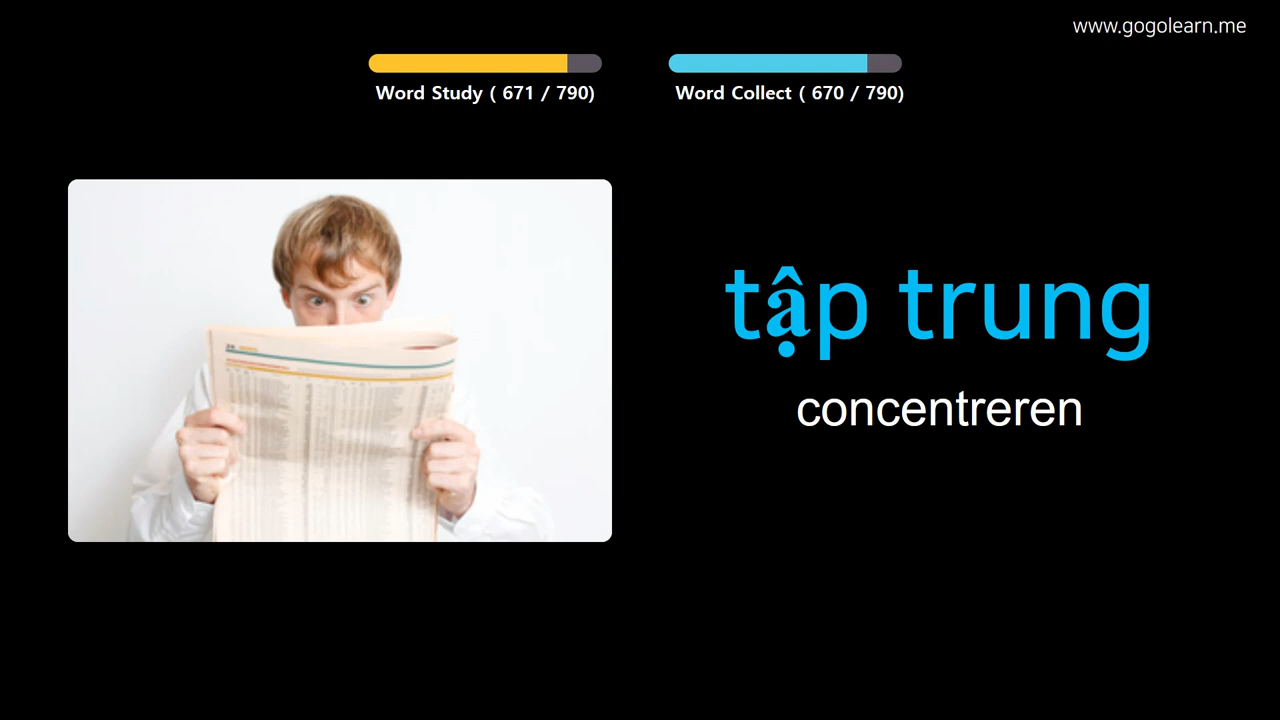 www.gogolearn.me
Word Study ( 671 / 790)
Word Collect ( 670 / 790)
tập trung
concentreren